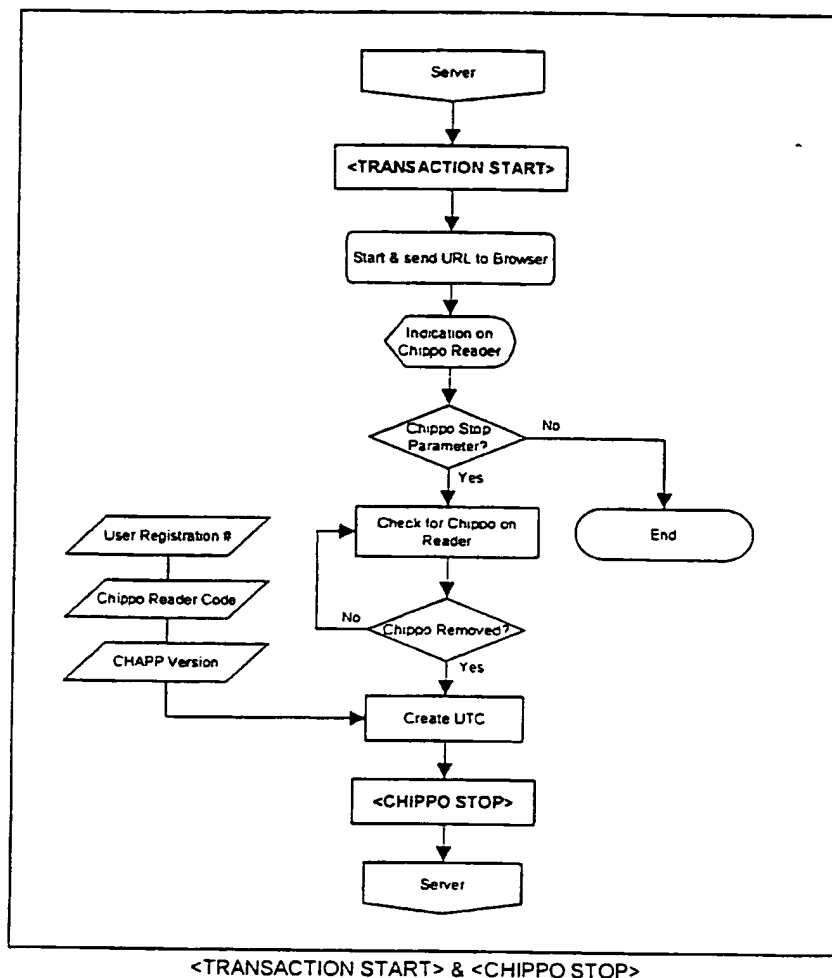 Server
<TRANSACTION START>
Start & send URL to Browser
Indication on
Chippo Reader
Chippo Stop
Parameter?
No
Yes
Check for Chippo on
Reader
End
User Registration #
Chippo Reader Code
CHAPP Version
No
Chippo Removed?
Yes
Create UTC
<CHIPPO STOP>
Server
<TRANSACTION START> & <CHIPPO STOP>